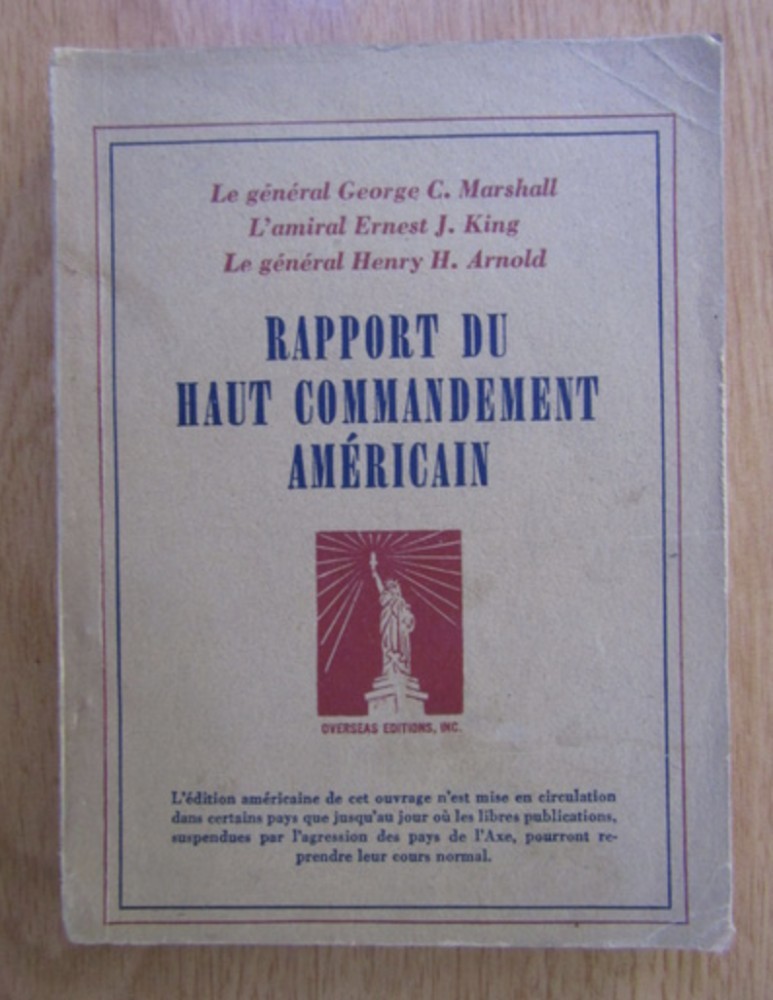 Le général George C. Marshall
L'amiral Ernest J. King
Le général Henry H. Arnold
RAPPORT DU
HAUT COMMANDEMENT
AMÉRICAIN
OVERSEAS EDITIONS, INC.
L'édition américaine de cet ouvrage n'est mise en circulation
dans certains pays que jusqu'au jour où les libres publications,
suspendues par l'agression des pays de l'Axe, pourront re-
prendre leur cours normal.